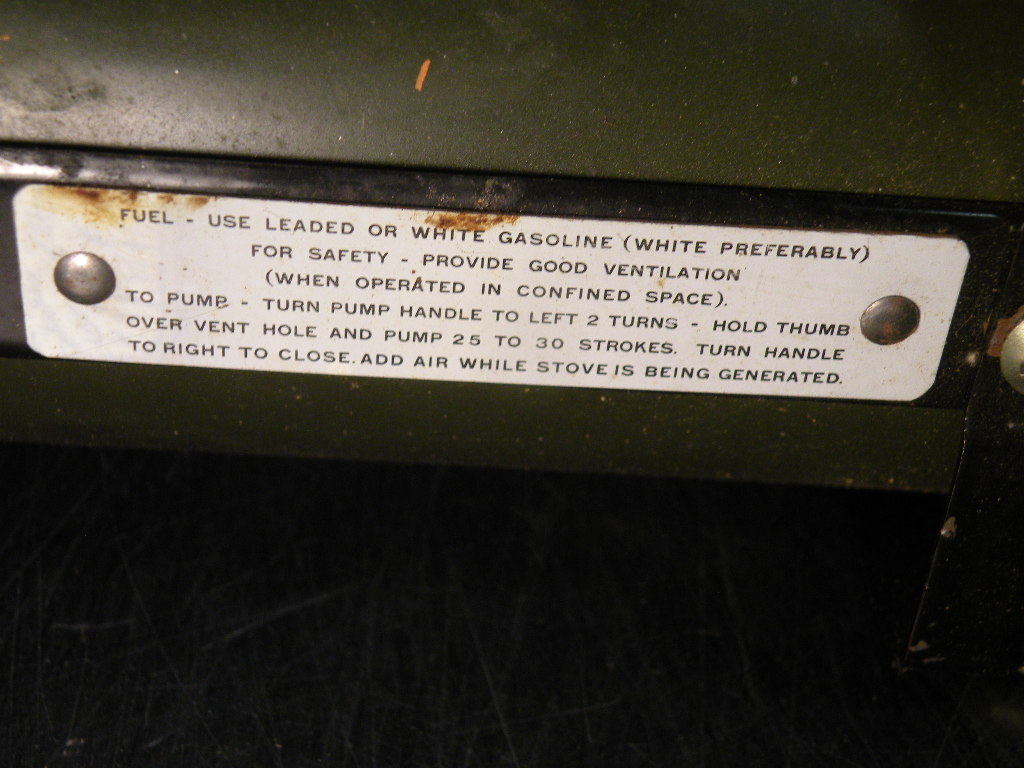 FUEL - USE LEADED OR WHITE GASOLINE (WHITE PREFERABLY)
FOR SAFETY - PROVIDE GOOD VENTILATION
(WHEN OPERATED IN CONFINED SPACE).
TO PUMP - TURN PUMP HANDLE TO LEFT 2 TURNS - HOLD THUMB
OVER VENT HOLE AND PUMP 25 TO 30 STROKES. TURN HANDLE
TO RIGHT TO CLOSE. ADD AIR WHILE STOVE IS BEING GENERATED.